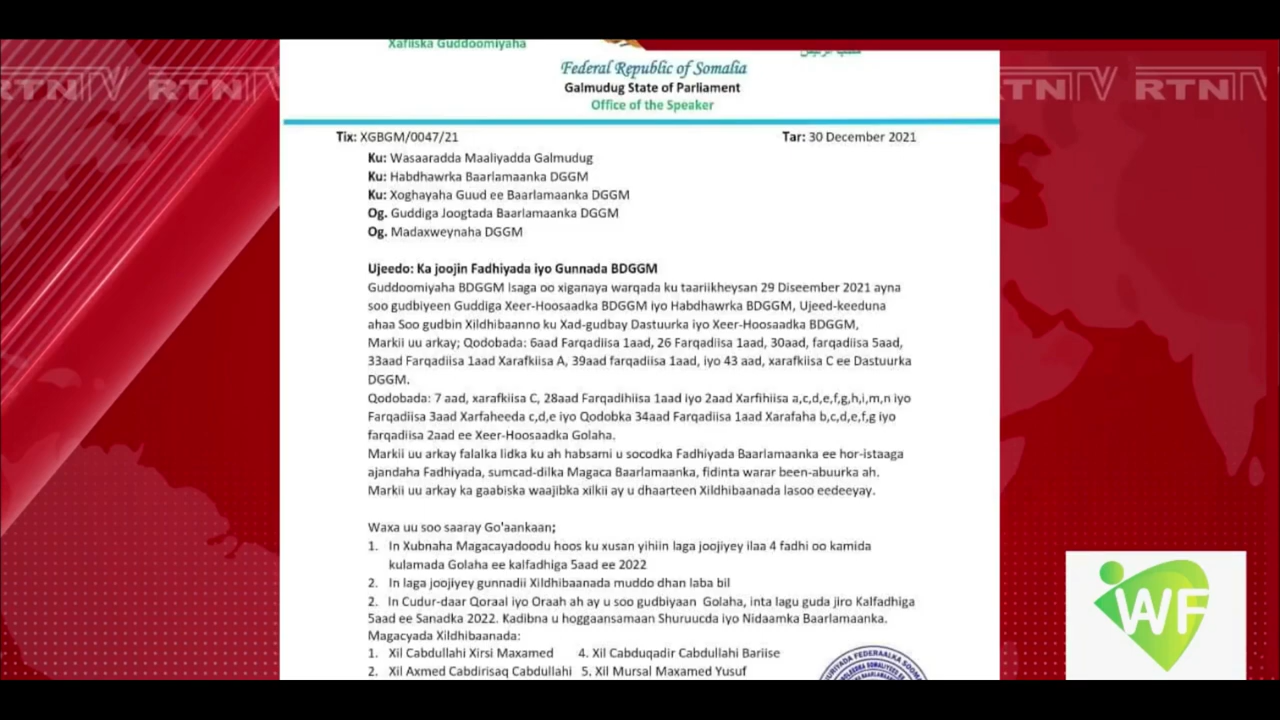 Xafiiska Guddoomiyaha
Federal Republic of Somalia
Galmudug State of Parliament
Office of the Speaker
RTN TV RTN TV
RTN TV RTN TV
Tix: XGBGM/0047/21 Tar: 30 December 2021
Ku: Wasaaradda Maaliyadda Galmudug
Ku: Habdhawrka Baarlamaanka DGGM
Ku: Xoghayaha Guud ee Baarlamaanka DGGM
Og. Guddiga Joogtada Baarlamaanka DGGM
Og. Madaxweynaha DGGM
Ujeedo: Ka joojin Fadhiyada iyo Gunnada BDGGM
Guddoomiyaha BDGGM Isaga oo xiganaya warqada ku taariikheysan 29 Diseember 2021 ayna
soo gudbiyeen Guddiga Xeer-Hoosaadka BDGGM iyo Habdhawrka BDGGM, Ujeed-keeduna
ahaa Soo gudbin Xildhibaanno ku Xad-gudbay Dastuurka iyo Xeer-Hoosaadka BDGGM,
Markii uu arkay; Qodobada: 6aad Farqadiisa 1aad, 26 Farqadiisa 1aad, 30aad, farqadiisa 5aad,
33aad Farqadiisa 1aad Xarafkiisa A, 39aad farqadiisa 1aad, iyo 43 aad, xarafkiisa C ee Dastuurka
DGGM.
Qodobada: 7 aad, xarafkiisa C, 28aad Farqadihiisa 1aad iyo 2aad Xarfihiisa a,c,d,e,f,g,h,i,m,n iyo
Farqadiisa 3aad Xarfaheeda c,d,e iyo Qodobka 34aad Farqadiisa 1aad Xarafaha b,c,d,e,f,g iyo
farqadiisa 2aad ee Xeer-Hoosaadka Golaha.
Markii uu arkay falalka lidka ku ah habsami u socodka Fadhiyada Baarlamaanka ee hor-istaaga
ajandaha Fadhiyada, sumcad-dilka Magaca Baarlamaanka, fidinta warar been-abuurka ah.
Markii uu arkay ka gaabiska waajibka xilkii ay u dhaarteen Xildhibaanada lasoo eedeeyay.
Waxa uu soo saaray Go'aankaan;
1. In Xubnaha Magacayadoodu hoos ku xusan yihiin laga joojiyey ilaa 4 fadhi oo kamida
kulamada Golaha ee kalfadhiga 5aad ee 2022
2. In laga joojiyey gunnadii Xildhibaanada muddo dhan laba bil
2. In Cudur-daar Qoraal iyo Oraah ah ay u soo gudbiyaan Golaha, inta lagu guda jiro Kalfadhiga
5aad ee Sanadka 2022. Kadibna u hoggaansamaan Shuruucda iyo Nidaamka Baarlamaanka.
Magacyada Xildhibaanada:
1. Xil Cabdullahi Xirsi Maxamed 4. Xil Cabduqadir Cabdullahi Bariise
2. Xil Axmed Cabdirisaq Cabdullahi 5. Xil Mursal Maxamed Yusuf
WF